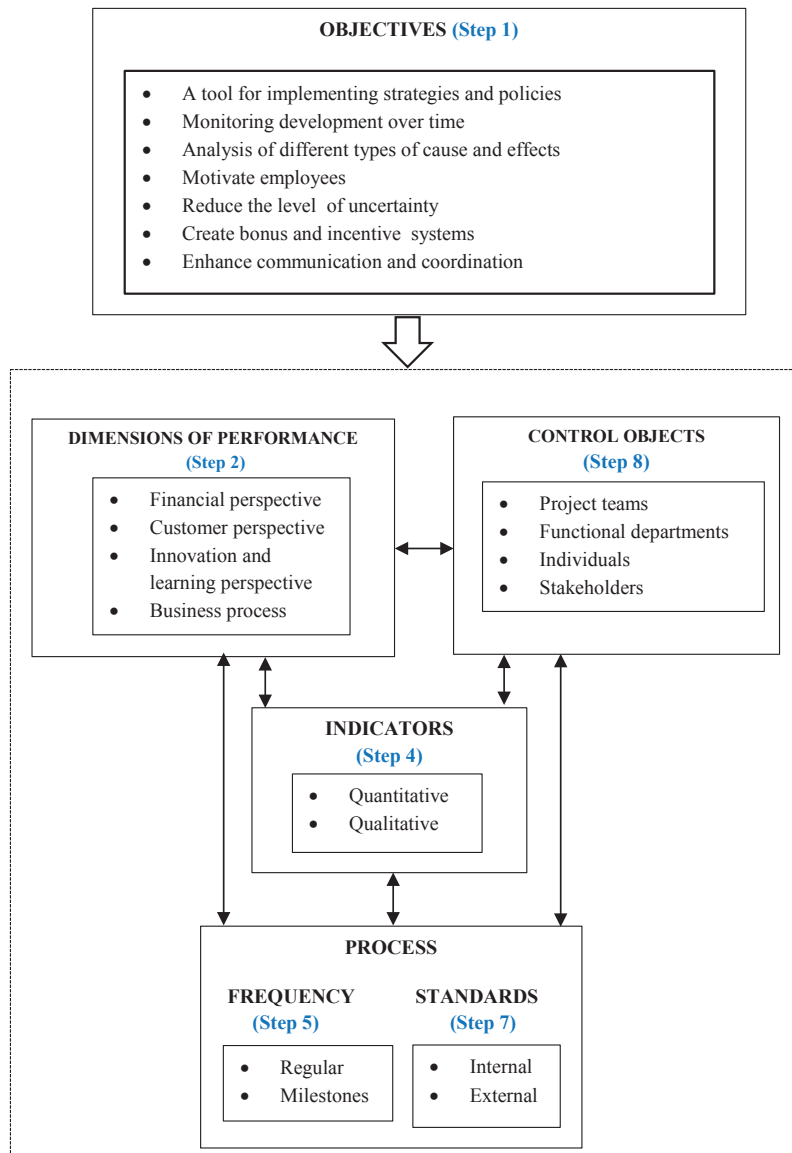 OBJECTIVES (Step 1)
• A tool for implementing strategies and policies
• Monitoring development over time
• Analysis of different types of cause and effects
• Motivate employees
• Reduce the level of uncertainty
• Create bonus and incentive systems
• Enhance communication and coordination
DIMENSIONS OF PERFORMANCE
(Step 2)
• Financial perspective
• Customer perspective
• Innovation and
learning perspective
• Business process
CONTROL OBJECTS
(Step 8)
• Project teams
• Functional departments
• Individuals
• Stakeholders
INDICATORS
(Step 4)
• Quantitative
• Qualitative
PROCESS
FREQUENCY
(Step 5)
• Regular
• Milestones
STANDARDS
(Step 7)
• Internal
• External